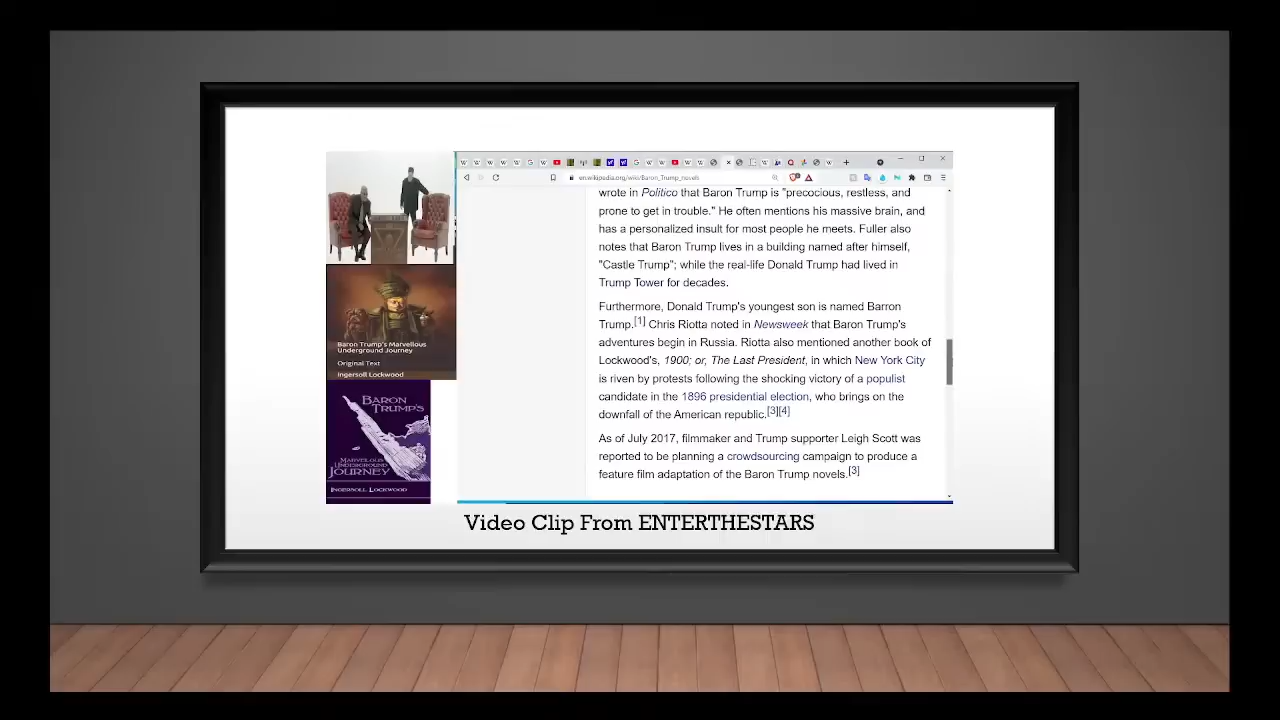 en.wikipedia.org/wiki/Baron_Trump_novels
wrote in Politico that Baron Trump is "precocious, restless, and
prone to get in trouble." He often mentions his massive brain, and
has a personalized insult for most people he meets. Fuller also
notes that Baron Trump lives in a building named after himself,
"Castle Trump"; while the real-life Donald Trump had lived in
Trump Tower for decades.
Furthermore, Donald Trump's youngest son is named Barron
Trump.[1] Chris Riotta noted in Newsweek that Baron Trump's
adventures begin in Russia. Riotta also mentioned another book of
Lockwood's, 1900; or, The Last President, in which New York City
is riven by protests following the shocking victory of a populist
candidate in the 1896 presidential election, who brings on the
downfall of the American republic.[3][4]
As of July 2017, filmmaker and Trump supporter Leigh Scott was
reported to be planning a crowdsourcing campaign to produce a
feature film adaptation of the Baron Trump novels.[3]
Baron Trump's Marvellous
Underground Journey
Original Text
Ingersoll Lockwood
BARON
TRUMP'S
MARVELLOUS
UNDERGROUND
JOURNEY
INGERSOLL LOCKWOOD
Video Clip From ENTERTHESTARS